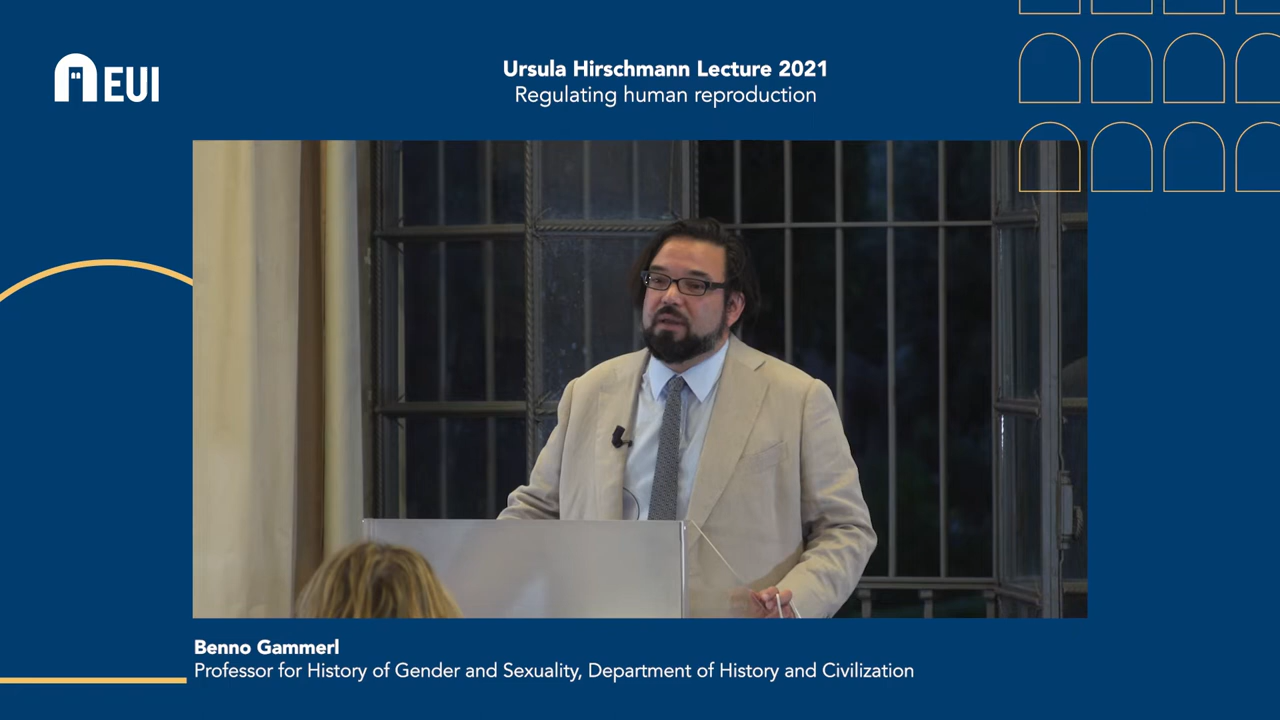 EUI
Ursula Hirschmann Lecture 2021
Regulating human reproduction
Benno Gammerl
Professor for History of Gender and Sexuality, Department of History and Civilization